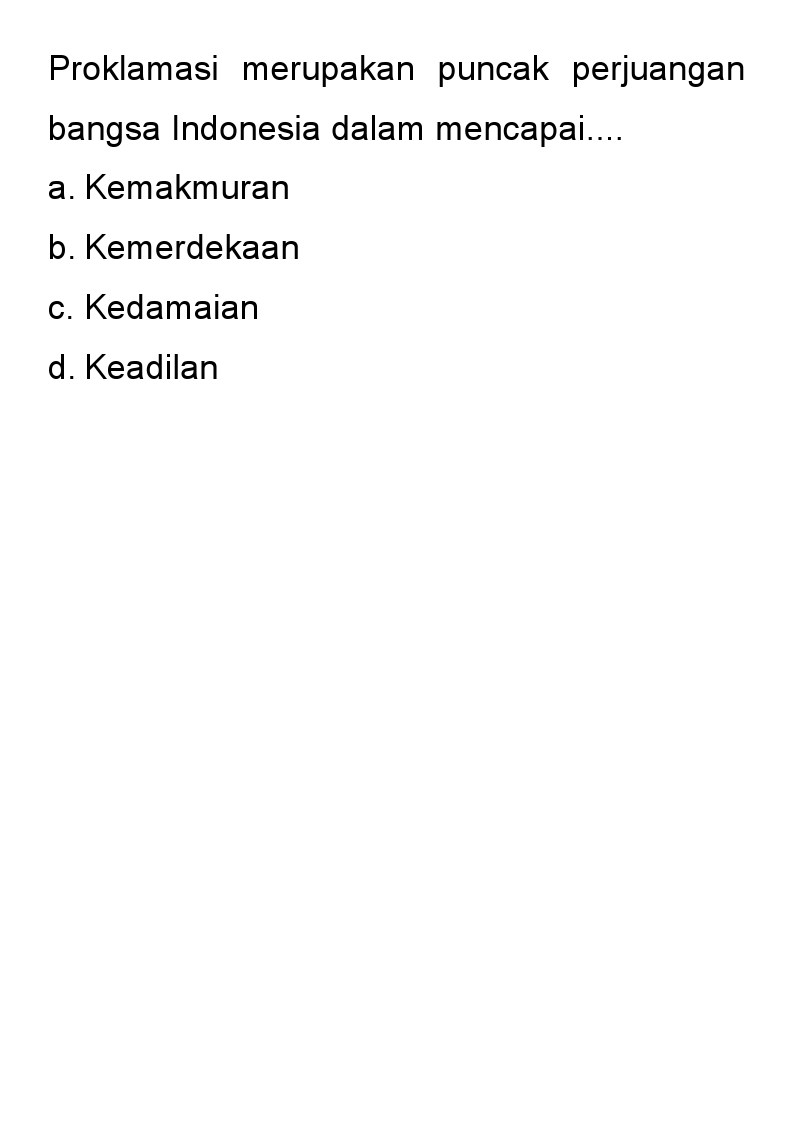 Proklamasi merupakan puncak perjuangan
bangsa Indonesia dalam mencapai....
a. Kemakmuran
b. Kemerdekaan
c. Kedamaian
d. Keadilan